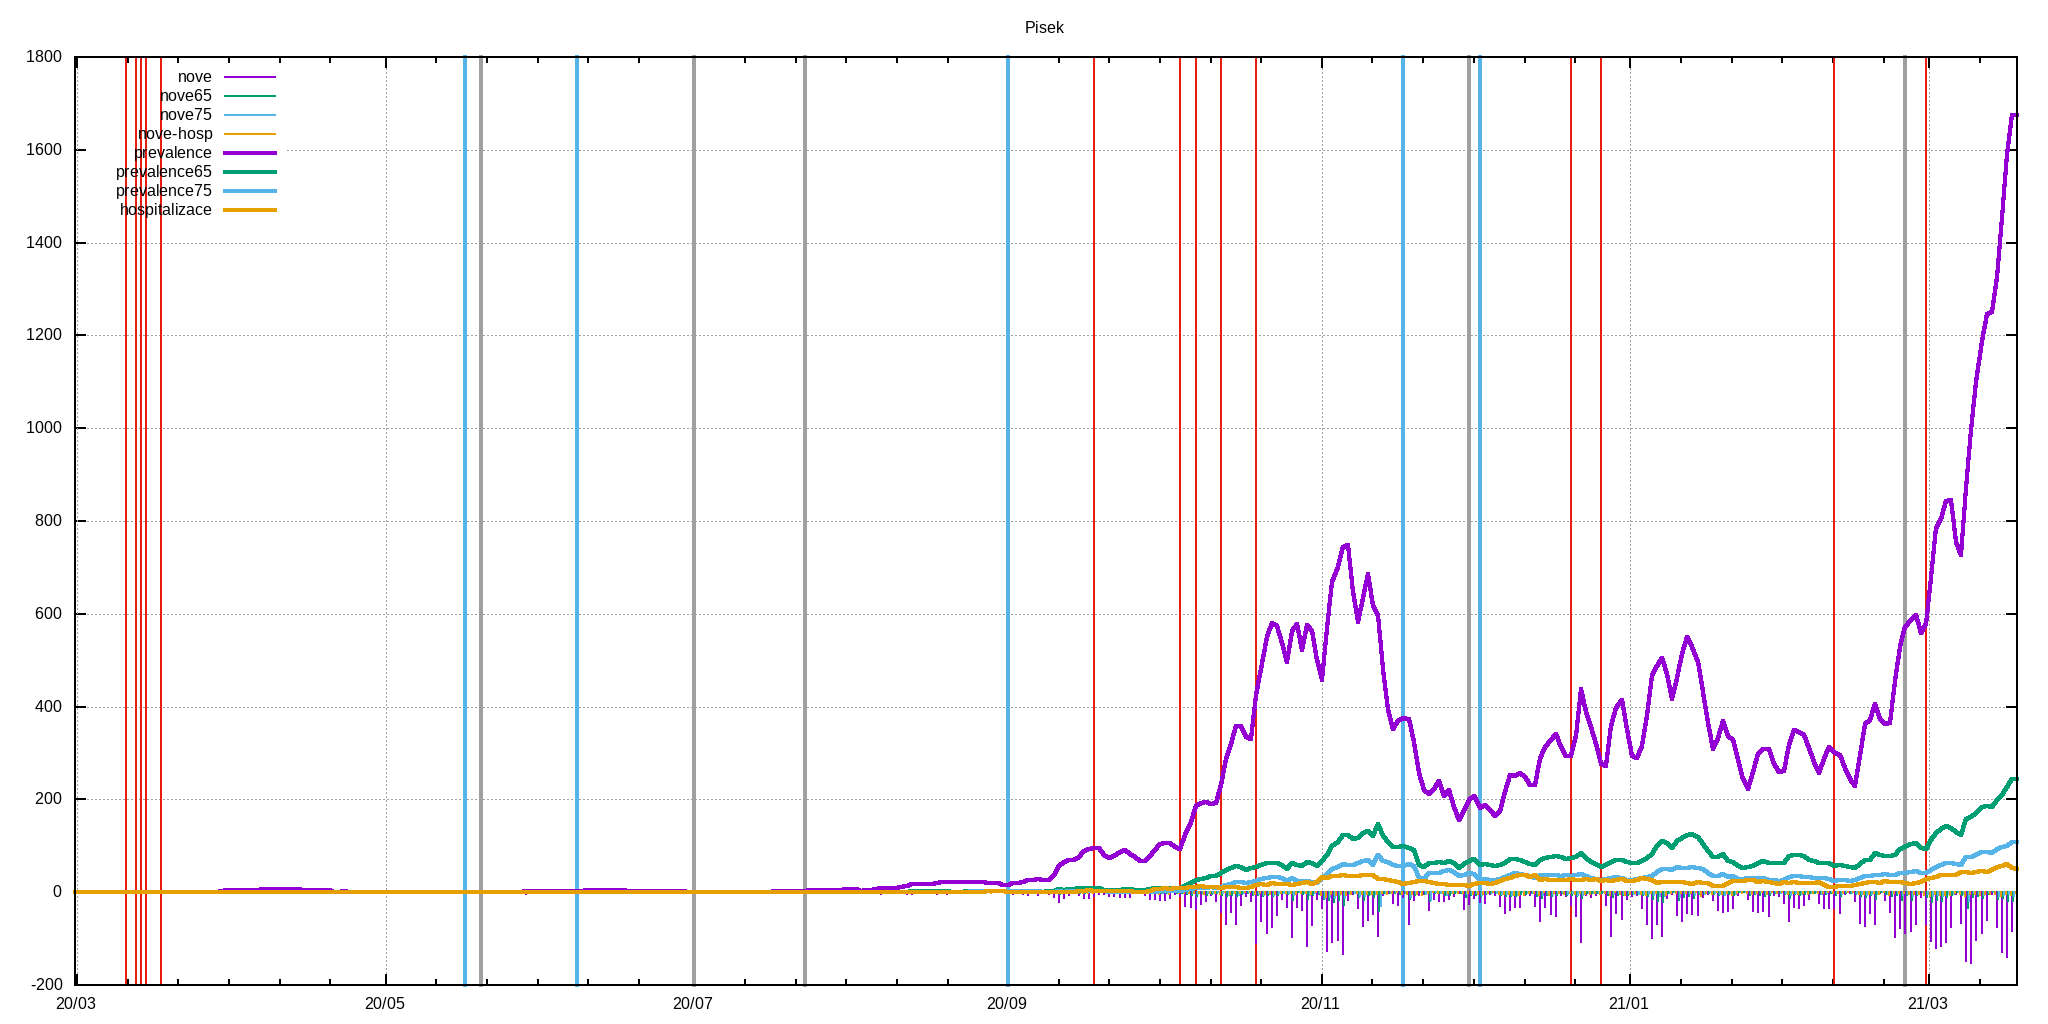 Pisek
1800
1600
1400
1200
1000
800
600
400
200
0
-200
nove
nove65
nove75
nove-hosp
prevalence
prevalence65
prevalence75
hospitalizace
20/03 20/05 20/07 20/09 20/11 21/01 21/03